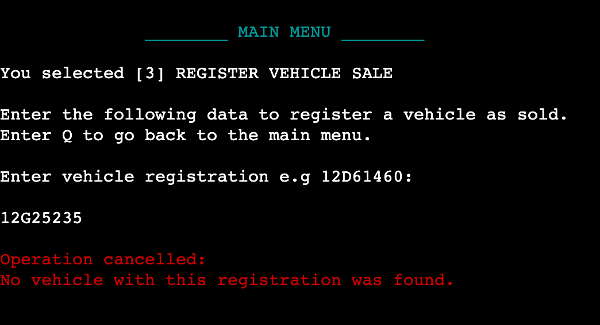 ________ MAIN MENU ________
You selected [3] REGISTER VEHICLE SALE
Enter the following data to register a vehicle as sold.
Enter Q to go back to the main menu.
Enter vehicle registration e.g 12D61460:
12G25235
Operation cancelled:
No vehicle with this registration was found.